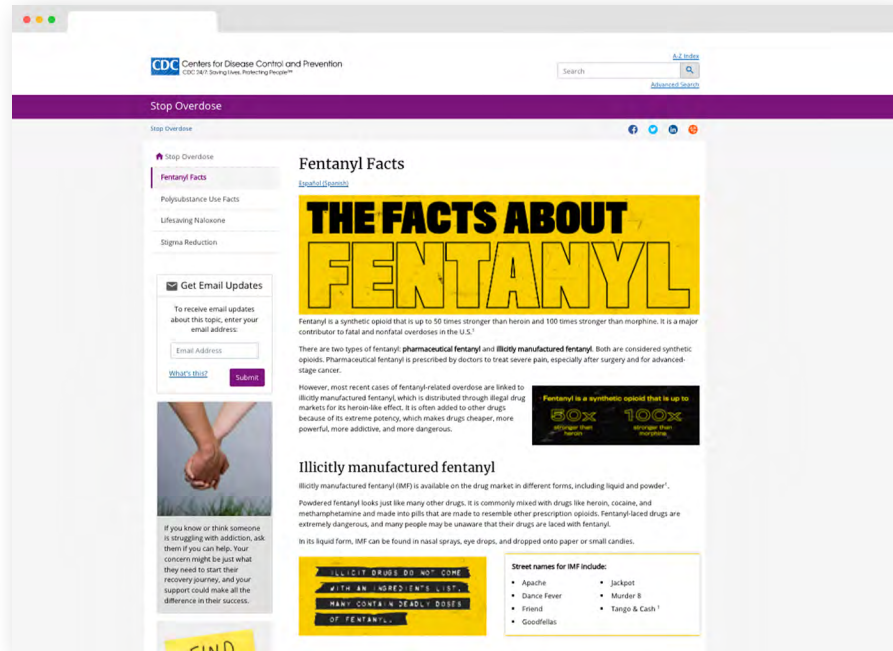 CDC Centers for Disease Control and Prevention
CDC 24/7: Saving Lives, Protecting People™
A-Z Index
Search
Advanced Search
Stop Overdose
Stop Overdose
Stop Overdose
Fentanyl Facts
Polysubstance Use Facts
Lifesaving Naloxone
Stigma Reduction
Get Email Updates
To receive email updates
about this topic, enter your
email address:
Email Address
What's this?
Submit
If you know or think someone
is struggling with addiction, ask
them if you can help. Your
concern might be just what
they need to start their
recovery journey, and your
support could make all the
difference in their success.
FIND
Fentanyl Facts
Español (Spanish)
THE FACTS ABOUT
FENTANYL
Fentanyl is a synthetic opioid that is up to 50 times stronger than heroin and 100 times stronger than morphine. It is a major
contributor to fatal and nonfatal overdoses in the U.S.¹
There are two types of fentanyl: pharmaceutical fentanyl and illicitly manufactured fentanyl. Both are considered synthetic
opioids. Pharmaceutical fentanyl is prescribed by doctors to treat severe pain, especially after surgery and for advanced-
stage cancer.
However, most recent cases of fentanyl-related overdose are linked to
illicitly manufactured fentanyl, which is distributed through illegal drug
markets for its heroin-like effect. It is often added to other drugs
because of its extreme potency, which makes drugs cheaper, more
powerful, more addictive, and more dangerous.
Fentanyl is a synthetic opioid that is up to
50x 100x
stronger than heroin
stronger than morphine
Illicitly manufactured fentanyl
Illicitly manufactured fentanyl (IMF) is available on the drug market in different forms, including liquid and powder¹.
Powdered fentanyl looks just like many other drugs. It is commonly mixed with drugs like heroin, cocaine, and
methamphetamine and made into pills that are made to resemble other prescription opioids. Fentanyl-laced drugs are
extremely dangerous, and many people may be unaware that their drugs are laced with fentanyl.
In its liquid form, IMF can be found in nasal sprays, eye drops, and dropped onto paper or small candies.
ILLICIT DRUGS DO NOT COME
WITH AN INGREDIENTS LIST.
MANY CONTAIN DEADLY DOSES
OF FENTANYL.
Street names for IMF include:
• Apache
• Dance Fever
• Friend
• Goodfellas
• Jackpot
• Murder 8
• Tango & Cash ¹